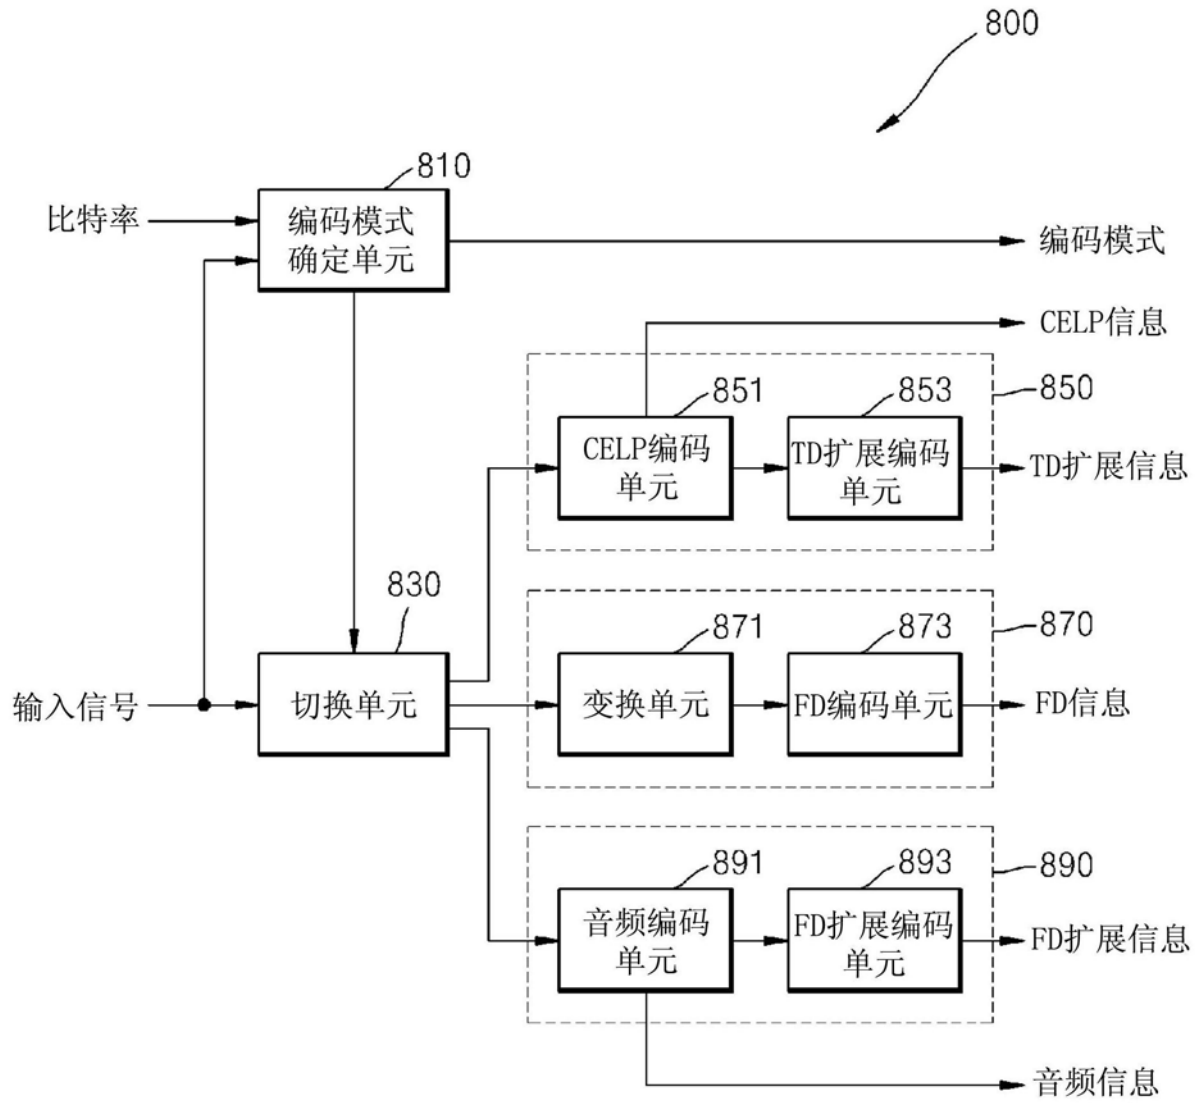 800
810
比特率
编码模式
确定单元
编码模式
CELP信息
851
853
850
CELP编码
单元
TD扩展编码
单元
TD扩展信息
830
871
873
870
输入信号
切换单元
变换单元
FD编码单元
FD信息
891
893
890
音频编码
单元
FD扩展编码
单元
FD扩展信息
音频信息